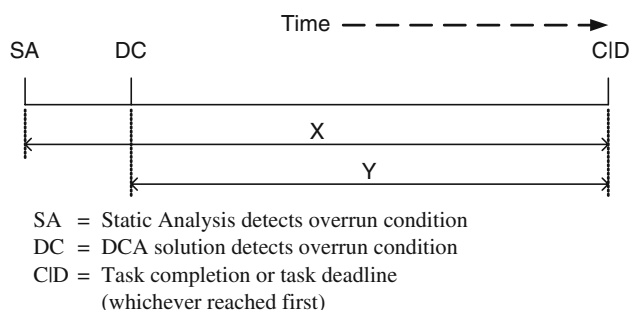 Time
SA DC C|D
X
Y
SA = Static Analysis detects overrun condition
DC = DCA solution detects overrun condition
C|D = Task completion or task deadline
(whichever reached first)